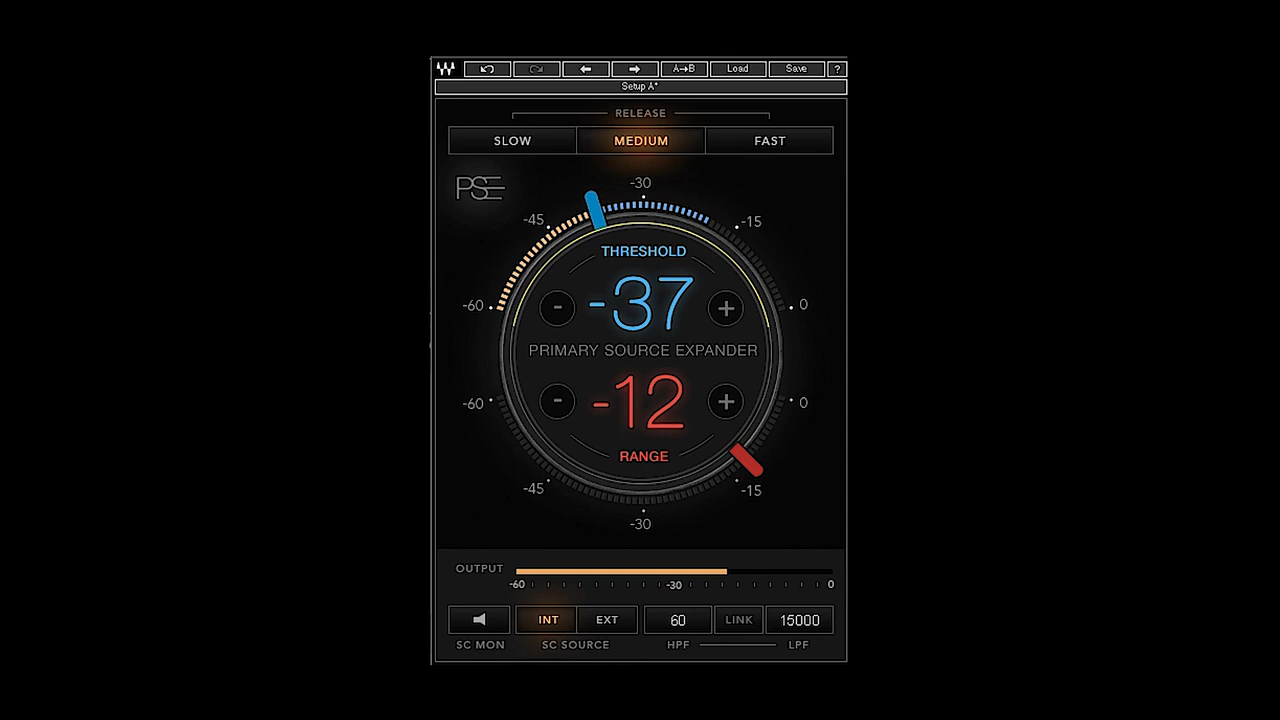 A→B Load Save ?
Setup A*
RELEASE
SLOW MEDIUM FAST
PSE
-30
-45 -15
THRESHOLD
-60 - -37 + 0
PRIMARY SOURCE EXPANDER
-60 - -12 + 0
RANGE
-45 -15
-30
OUTPUT
-60 -30 0
INT EXT 60 LINK 15000
SC MON SC SOURCE HPF LPF